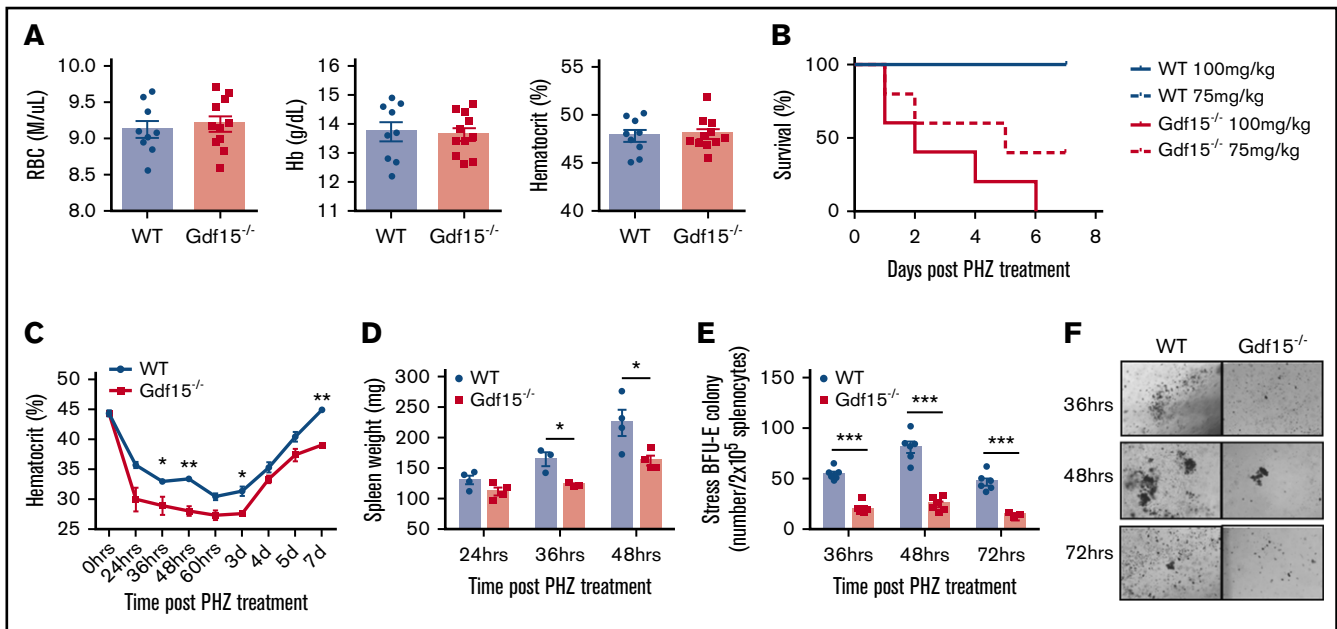 A
RBC (M/uL)
10.0
9.5
9.0
8.5
8.0
WT Gdf15-/-
Hb (g/dL)
16
15
14
13
12
11
WT Gdf15-/-
Hematocrit (%)
55
50
45
40
WT Gdf15-/-
B
Survival (%)
100
50
0
0 2 4 6 8
Days post PHZ treatment
WT 100mg/kg
WT 75mg/kg
Gdf15-/- 100mg/kg
Gdf15-/- 75mg/kg
C
WT
Gdf15-/-
Hematocrit (%)
50
45
40
35
30
25
* ** * **
0hrs 24hrs 36hrs 48hrs 60hrs 3d 4d 5d 7d
Time post PHZ treatment
D
WT
Gdf15-/-
Spleen weight (mg)
300
250
200
150
100
50
* *
24hrs 36hrs 48hrs
Time post PHZ treatment
E
WT
Gdf15-/-
Stress BFU-E colony
(number/2x10⁵ splenocytes)
150
100
50
0
*** *** ***
36hrs 48hrs 72hrs
Time post PHZ treatment
F
WT Gdf15-/-
36hrs
48hrs
72hrs